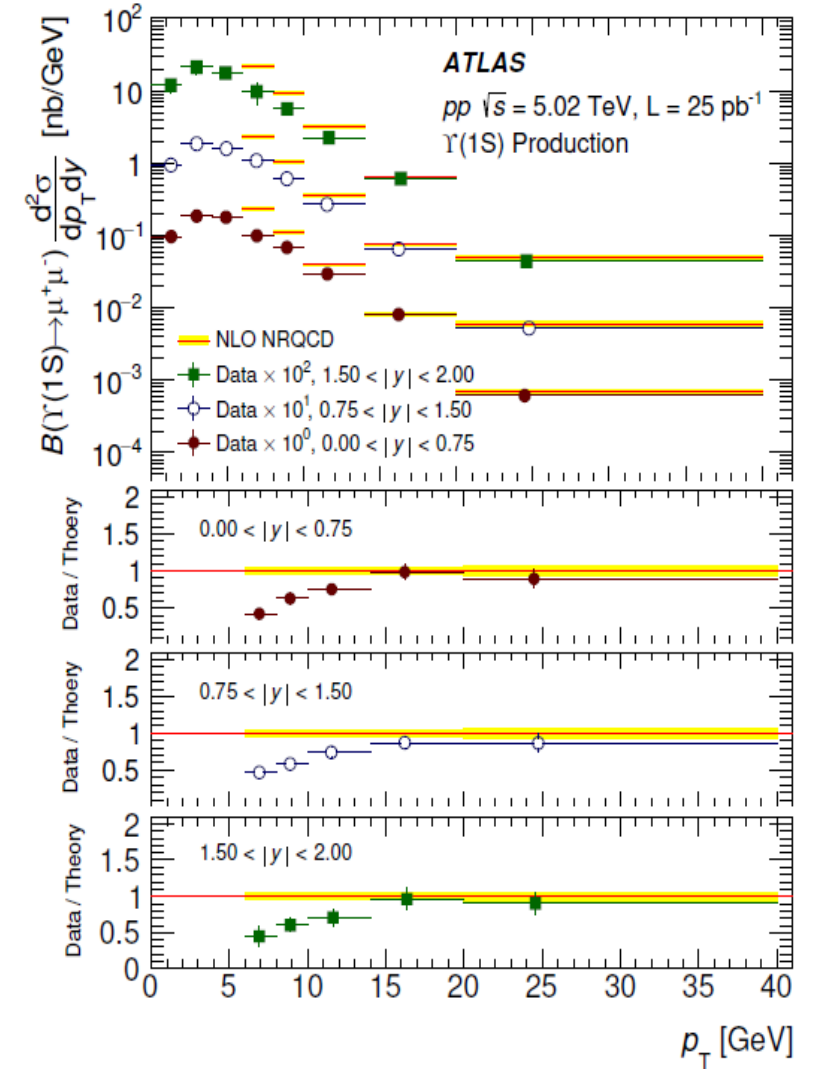 10²
10
1
10⁻¹
10⁻²
10⁻³
10⁻⁴
B(ϒ(1S)→μ⁺μ⁻) d²σ/dp_T dy [nb/GeV]
ATLAS
pp √s = 5.02 TeV, L = 25 pb⁻¹
ϒ(1S) Production
NLO NRQCD
Data × 10², 1.50 < |y| < 2.00
Data × 10¹, 0.75 < |y| < 1.50
Data × 10⁰, 0.00 < |y| < 0.75
2
1.5
1
0.5
Data / Thoery
0.00 < |y| < 0.75
2
1.5
1
0.5
Data / Thoery
0.75 < |y| < 1.50
2
1.5
1
0.5
0
Data / Theory
1.50 < |y| < 2.00
0 5 10 15 20 25 30 35 40
p_T [GeV]